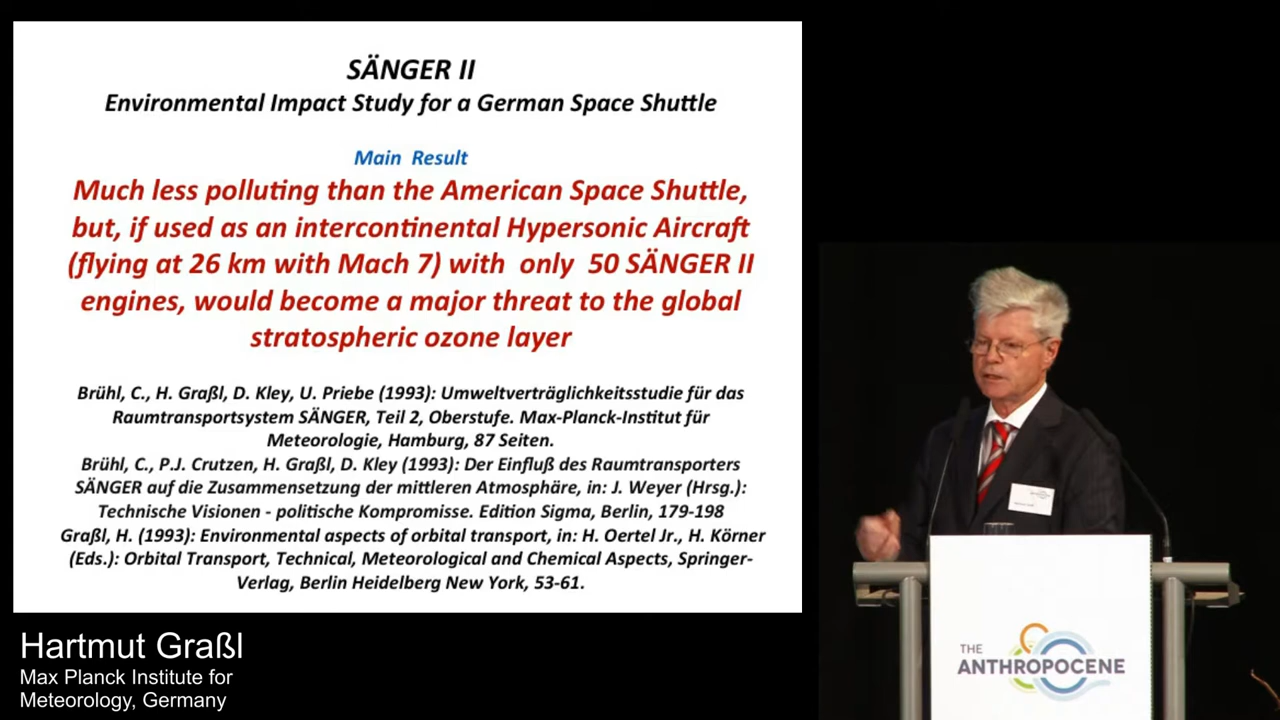 SÄNGER II
Environmental Impact Study for a German Space Shuttle
Main Result
Much less polluting than the American Space Shuttle,
but, if used as an intercontinental Hypersonic Aircraft
(flying at 26 km with Mach 7) with only 50 SÄNGER II
engines, would become a major threat to the global
stratospheric ozone layer
Brühl, C., H. Graßl, D. Kley, U. Priebe (1993): Umweltverträglichkeitsstudie für das
Raumtransportsystem SÄNGER, Teil 2, Oberstufe. Max-Planck-Institut für
Meteorologie, Hamburg, 87 Seiten.
Brühl, C., P.J. Crutzen, H. Graßl, D. Kley (1993): Der Einfluß des Raumtransporters
SÄNGER auf die Zusammensetzung der mittleren Atmosphäre, in: J. Weyer (Hrsg.):
Technische Visionen - politische Kompromisse. Edition Sigma, Berlin, 179-198
Graßl, H. (1993): Environmental aspects of orbital transport, in: H. Oertel Jr., H. Körner
(Eds.): Orbital Transport, Technical, Meteorological and Chemical Aspects, Springer-
Verlag, Berlin Heidelberg New York, 53-61.
Hartmut Graßl
Max Planck Institute for
Meteorology, Germany
THE
ANTHROPOCENE